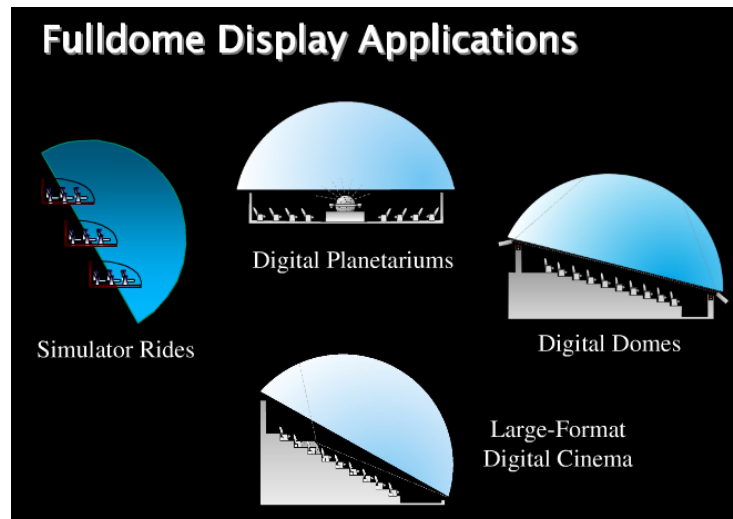 Fulldome Display Applications
Digital Planetariums
Simulator Rides
Digital Domes
Large-Format
Digital Cinema